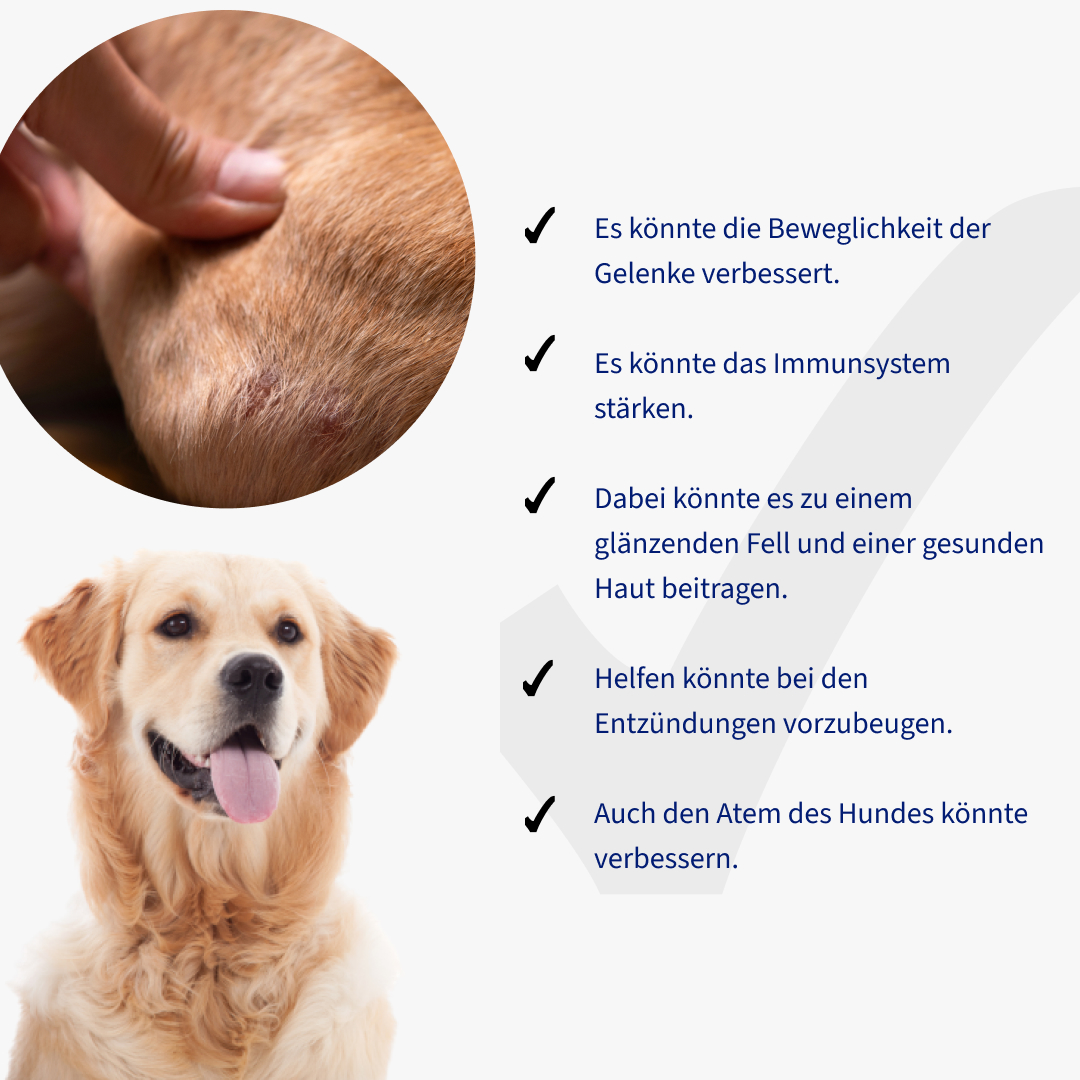 Es könnte die Beweglichkeit der
Gelenke verbessert.
Es könnte das Immunsystem
stärken.
Dabei könnte es zu einem
glänzenden Fell und einer gesunden
Haut beitragen.
Helfen könnte bei den
Entzündungen vorzubeugen.
Auch den Atem des Hundes könnte
verbessern.